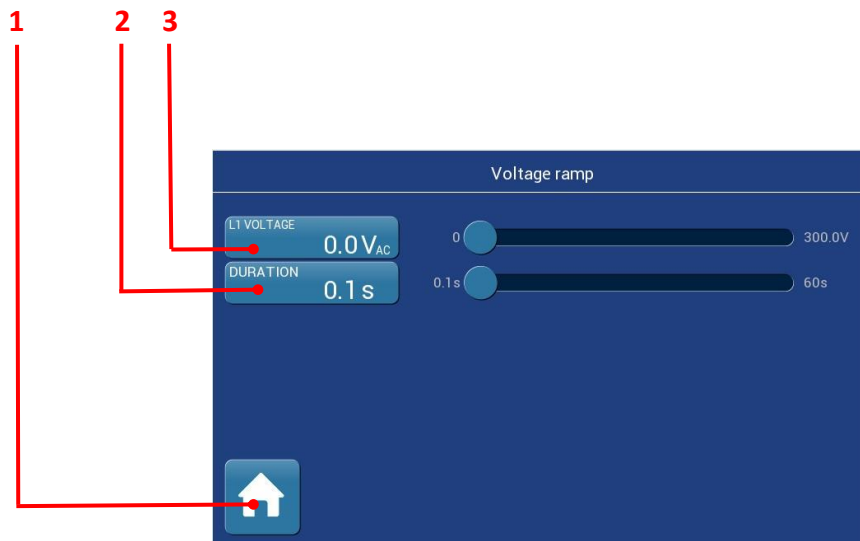 1 2 3
Voltage ramp
L1 VOLTAGE
0.0 VAC
0 300.0V
DURATION
0.1 s
0.1s 60s